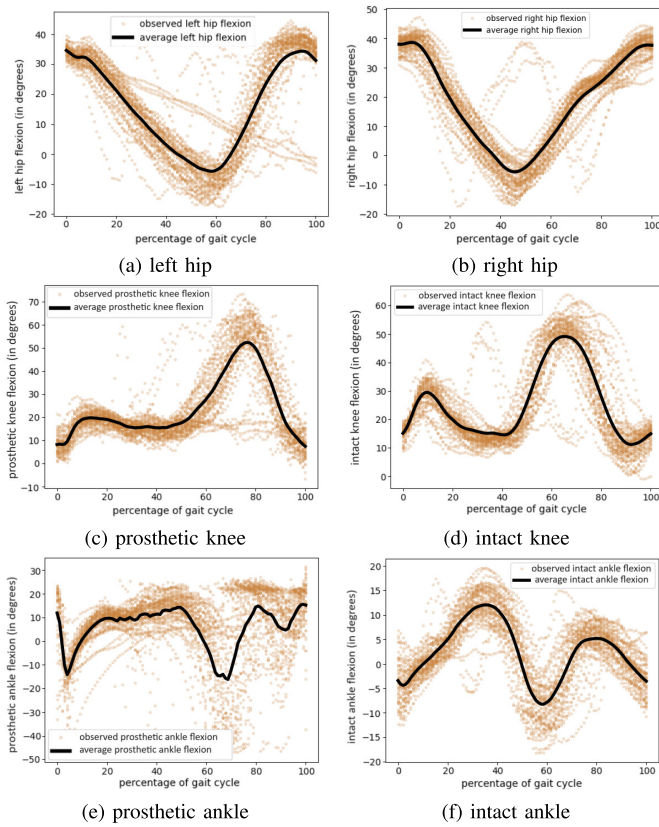 observed left hip flexion
average left hip flexion
left hip flexion (in degrees)
40
30
20
10
0
−10
−20
0 20 40 60 80 100
percentage of gait cycle
(a) left hip
observed right hip flexion
average right hip flexion
right hip flexion (in degrees)
50
40
30
20
10
0
−10
−20
0 20 40 60 80 100
percentage of gait cycle
(b) right hip
observed prosthetic knee flexion
average prosthetic knee flexion
prosthetic knee flexion (in degrees)
70
60
50
40
30
20
10
0
−10
0 20 40 60 80 100
percentage of gait cycle
(c) prosthetic knee
observed intact knee flexion
average intact knee flexion
intact knee flexion (in degrees)
60
50
40
30
20
10
0
0 20 40 60 80 100
percentage of gait cycle
(d) intact knee
observed prosthetic ankle flexion
average prosthetic ankle flexion
prosthetic ankle flexion (in degrees)
30
20
10
0
−10
−20
−30
−40
−50
0 20 40 60 80 100
percentage of gait cycle
(e) prosthetic ankle
observed intact ankle flexion
average intact ankle flexion
intact ankle flexion (in degrees)
20
15
10
5
0
−5
−10
−15
−20
0 20 40 60 80 100
percentage of gait cycle
(f) intact ankle